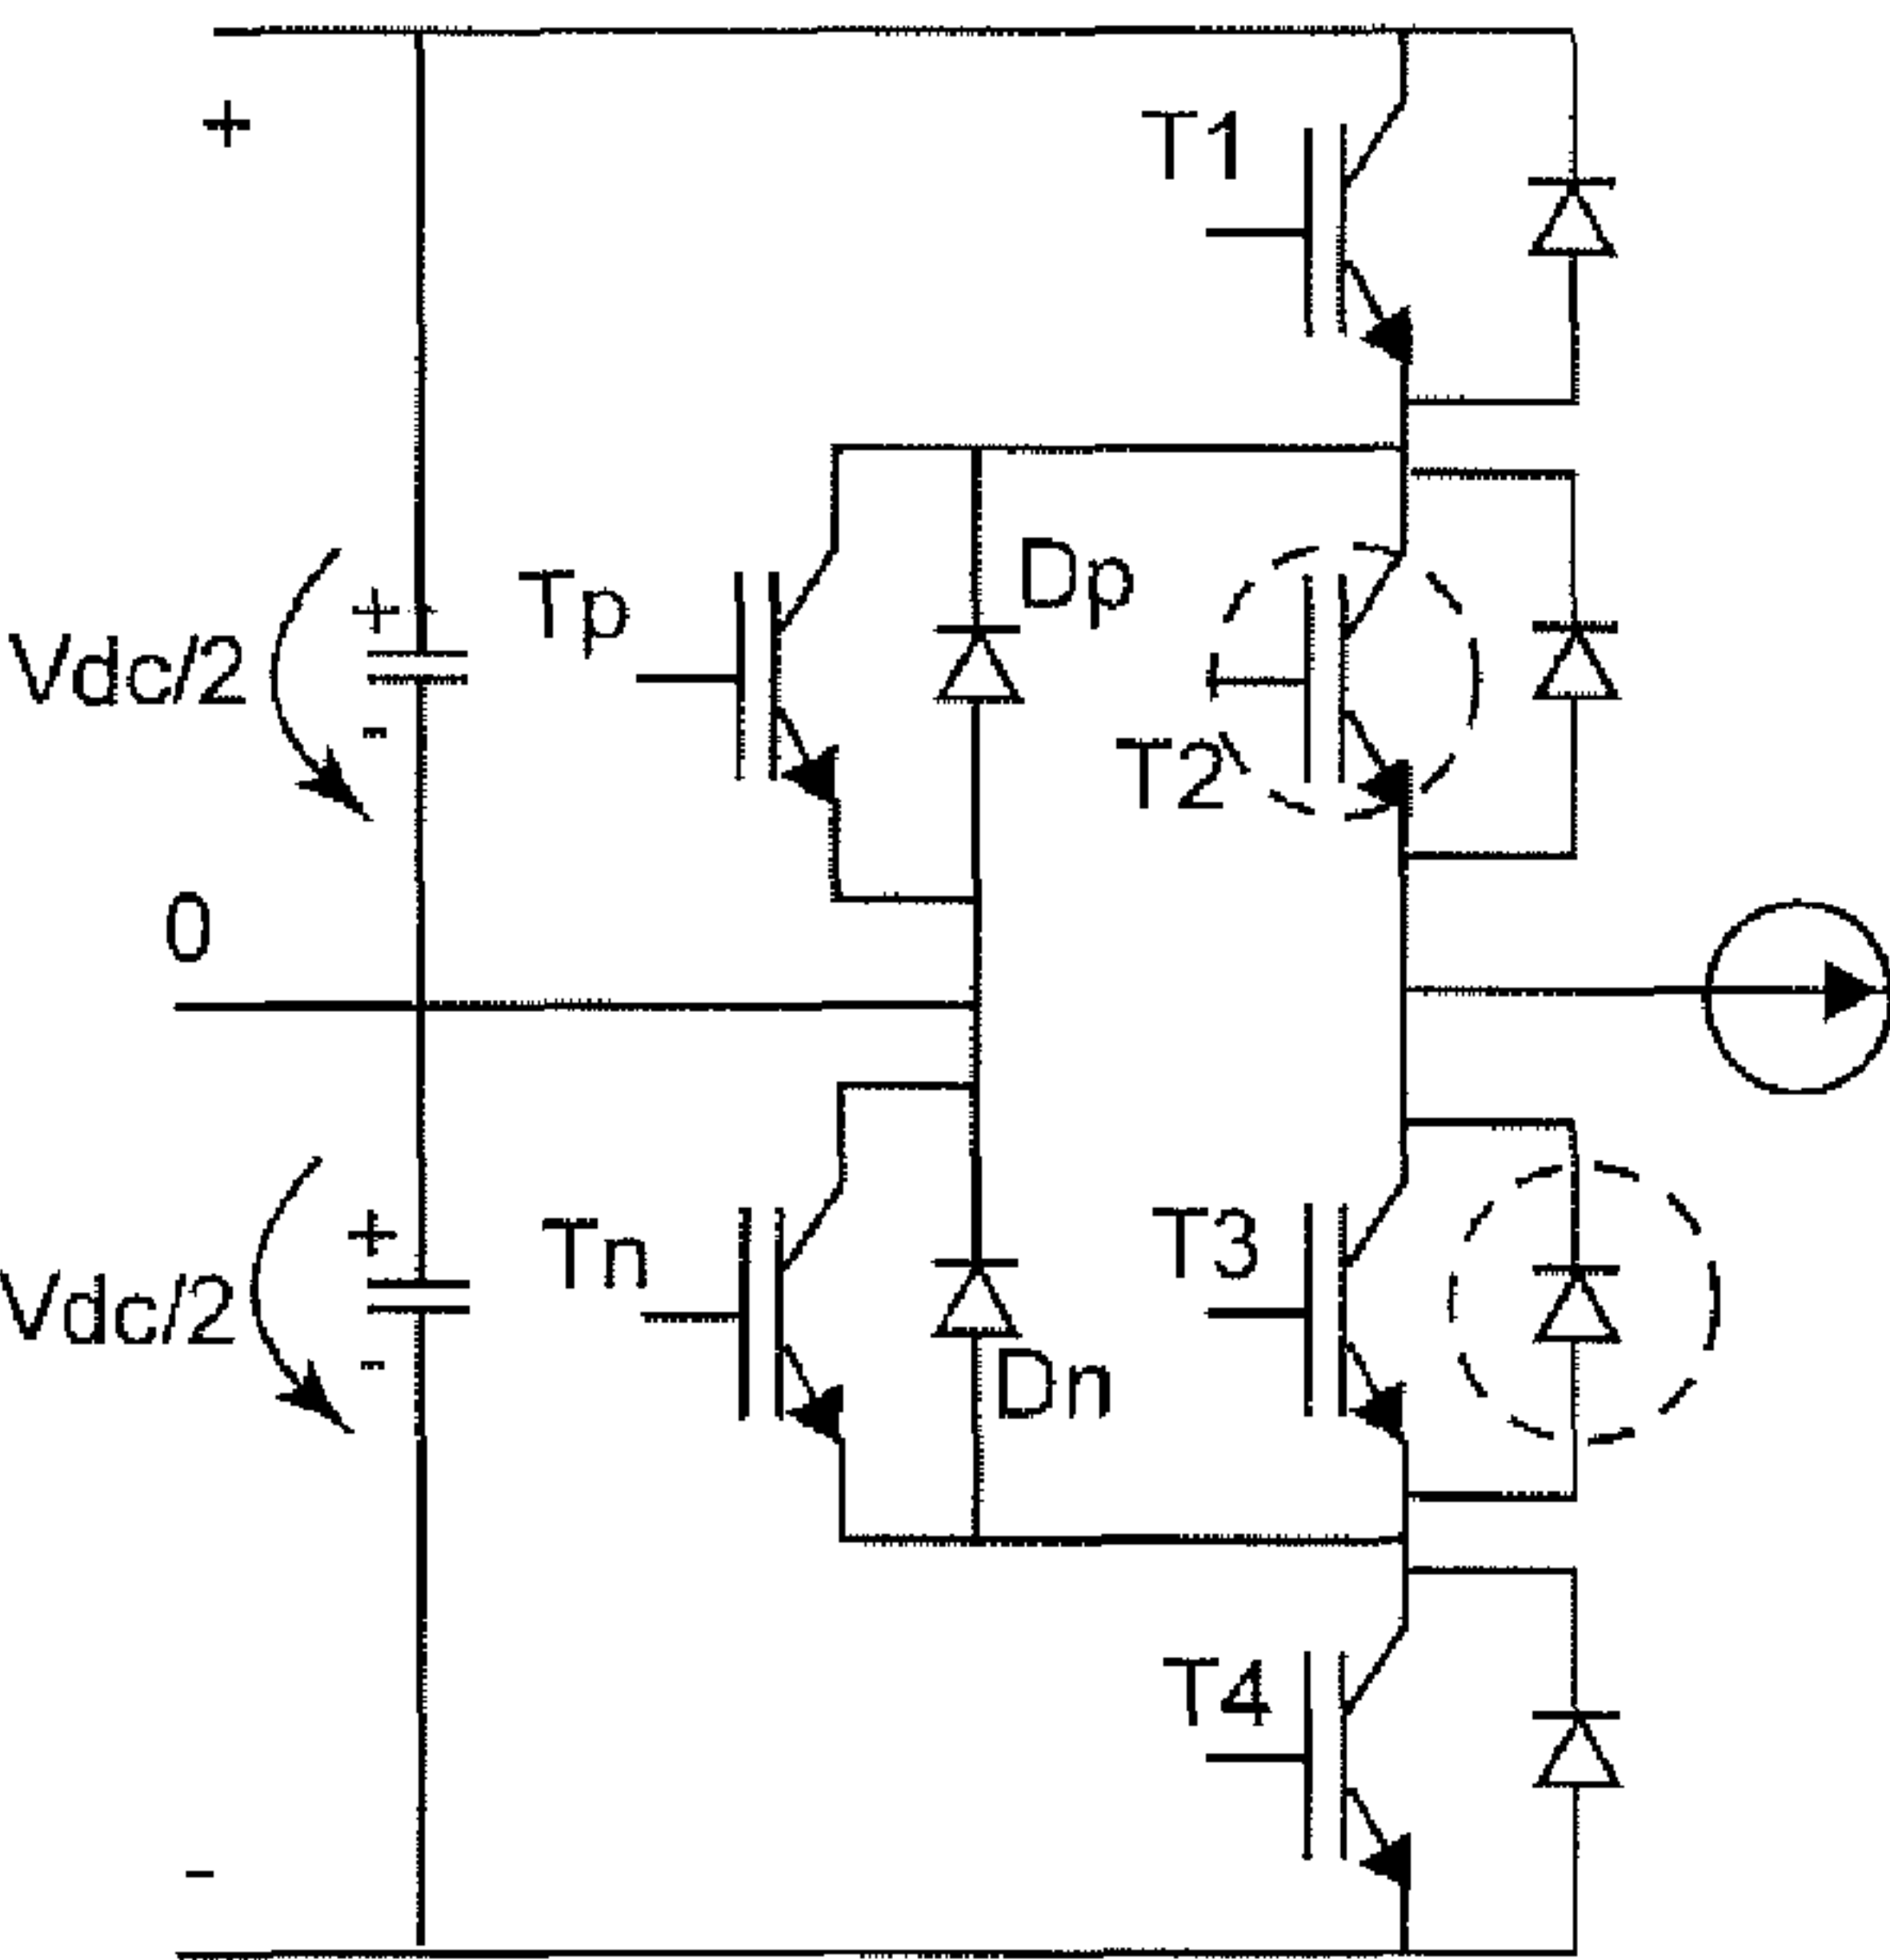 +
T1
Tp
Dp
+
Vdc/2
-
T2
0
Tn
T3
+
Vdc/2
-
Dn
T4
-